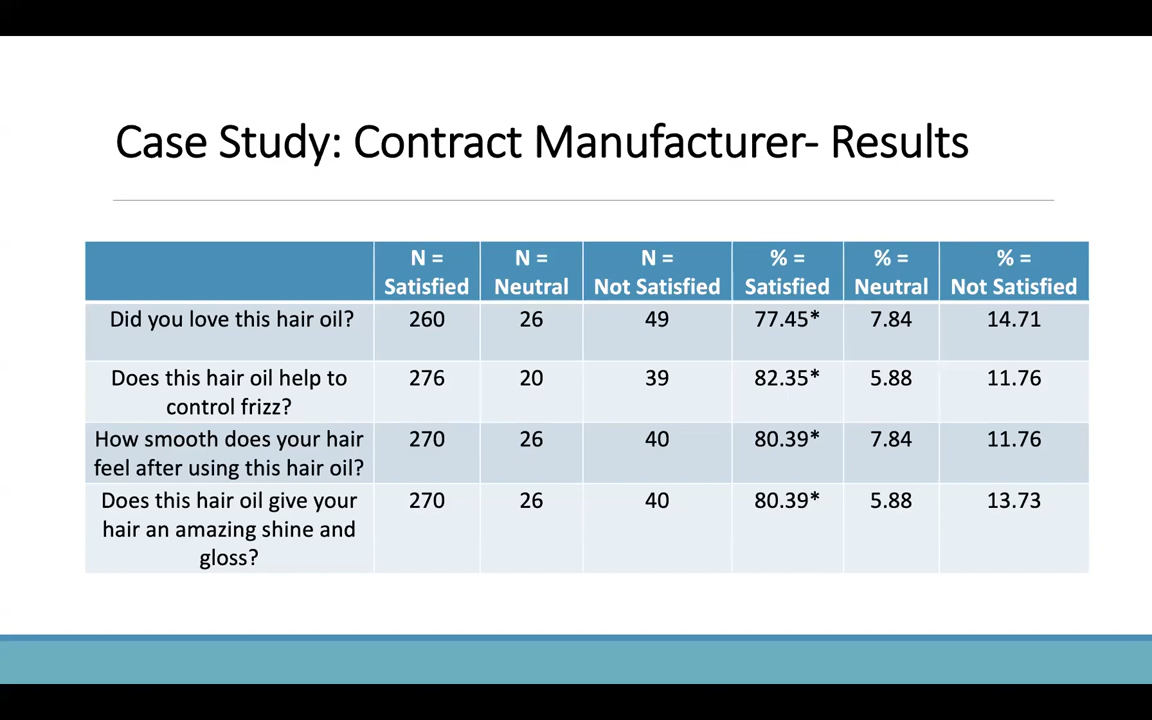 Case Study: Contract Manufacturer- Results
N = Satisfied N = Neutral N = Not Satisfied % = Satisfied % = Neutral % = Not Satisfied
Did you love this hair oil? 260 26 49 77.45* 7.84 14.71
Does this hair oil help to control frizz? 276 20 39 82.35* 5.88 11.76
How smooth does your hair feel after using this hair oil? 270 26 40 80.39* 7.84 11.76
Does this hair oil give your hair an amazing shine and gloss? 270 26 40 80.39* 5.88 13.73